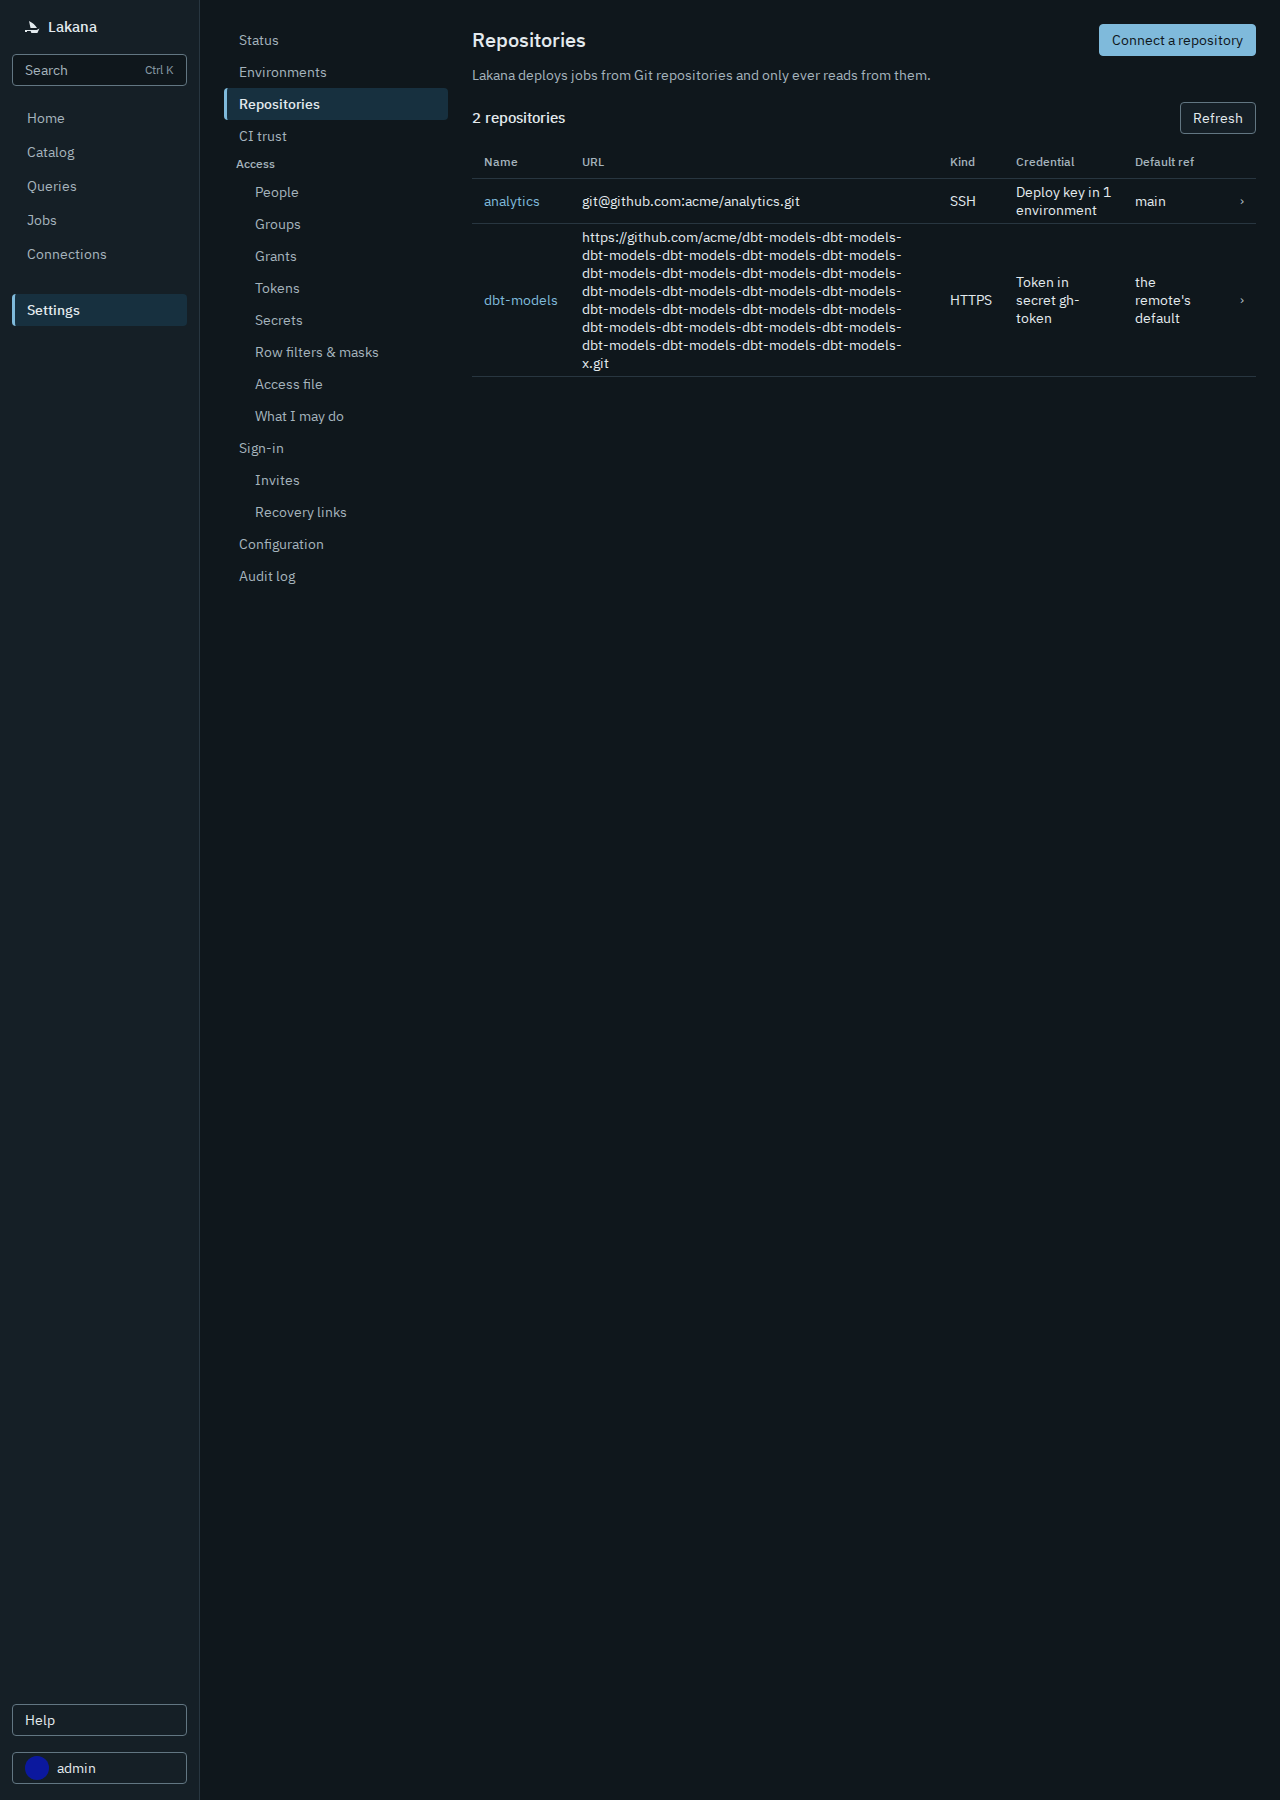 Lakana
Search Ctrl K
Home
Catalog
Queries
Jobs
Connections
Settings
Help
admin
Status
Environments
Repositories
CI trust
Access
People
Groups
Grants
Tokens
Secrets
Row filters & masks
Access file
What I may do
Sign-in
Invites
Recovery links
Configuration
Audit log
Repositories
Connect a repository
Lakana deploys jobs from Git repositories and only ever reads from them.
2 repositories
Refresh
Name URL Kind Credential Default ref
analytics git@github.com:acme/analytics.git SSH Deploy key in 1
environment main ›
dbt-models
https://github.com/acme/dbt-models-dbt-models-
dbt-models-dbt-models-dbt-models-dbt-models-
dbt-models-dbt-models-dbt-models-dbt-models-
dbt-models-dbt-models-dbt-models-dbt-models-
dbt-models-dbt-models-dbt-models-dbt-models-
dbt-models-dbt-models-dbt-models-dbt-models-
dbt-models-dbt-models-dbt-models-dbt-models-
x.git
HTTPS
Token in
secret gh-
token
the
remote's
default
›